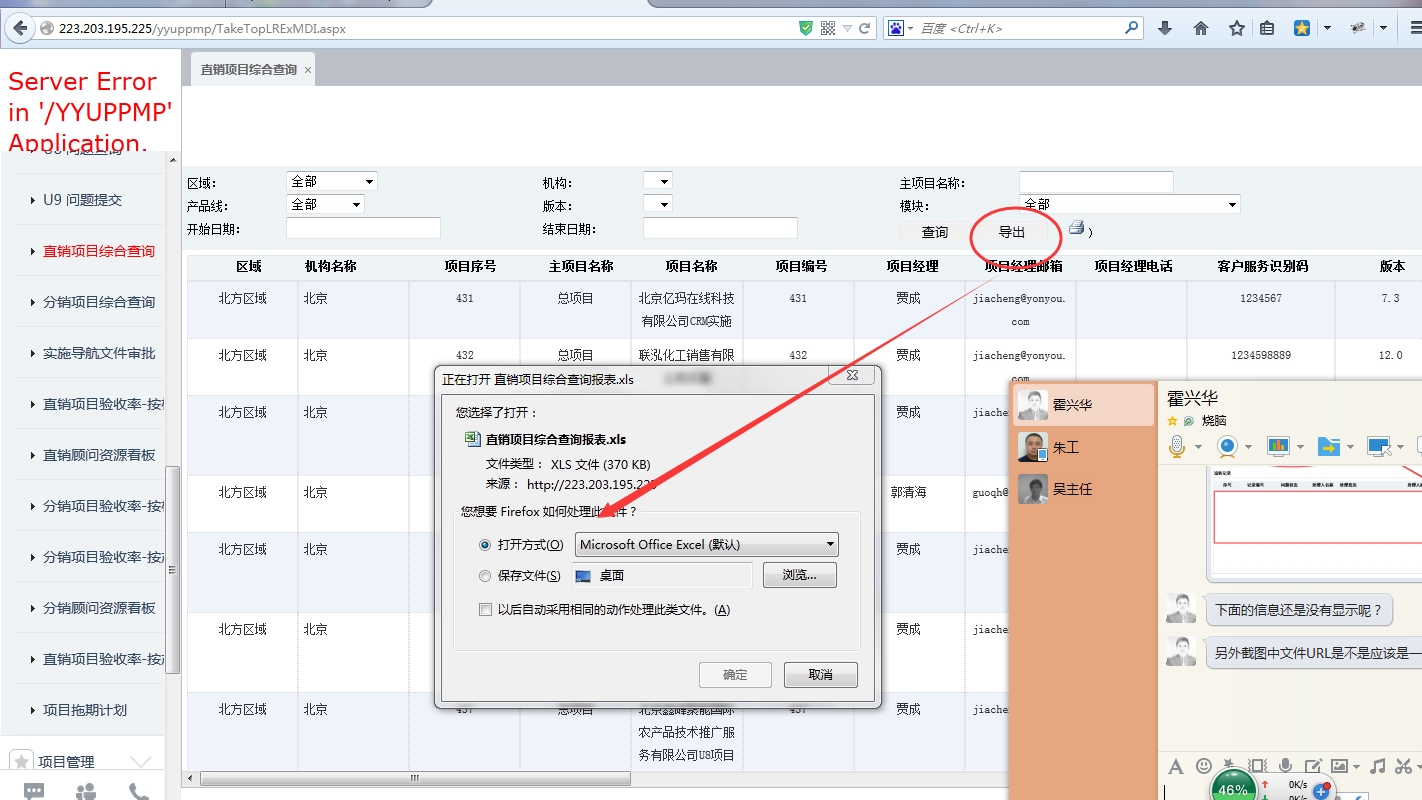 223.203.195.225/yyuppmp/TakeTopLRExMDI.aspx
百度 <Ctrl+K>
Server Error
in '/YYUPPMP'
Application.
直销项目综合查询 ×
U9 问题提交
直销项目综合查询
分销项目综合查询
实施导航文件审批
直销项目验收率-按
直销顾问资源看板
分销项目验收率-按
分销项目验收率-按
分销顾问资源看板
直销项目验收率-按
项目拖期计划
项目管理
区域: 全部 机构: 主项目名称:
产品线: 全部 版本: 模块: 全部
开始日期: 结束日期: 查询 导出 )
区域 机构名称 项目序号 主项目名称 项目名称 项目编号 项目经理 项目经理邮箱 项目经理电话 客户服务识别码 版本
北方区域 北京 431 总项目 北京亿玛在线科技 431 贾成 jiacheng@yonyou. 1234567 7.3
有限公司CRM实施 com
北方区域 北京 432 总项目 联泓化工销售有限 432 贾成 jiacheng@yonyou. 1234598889 12.0
com
北方区域 北京 贾成 jiache
北方区域 北京 郭清海 guoqh@
北方区域 北京 贾成 jiache
北方区域 北京 贾成 jiache
北方区域 北京 437 总项目 北京鑫峰聚能国际 437 贾成 jiache
农产品技术推广服
务有限公司U8项目
正在打开 直销项目综合查询报表.xls
您选择了打开：
直销项目综合查询报表.xls
文件类型： XLS 文件 (370 KB)
来源： http://223.203.195.225
您想要 Firefox 如何处理此文件？
打开方式(O) Microsoft Office Excel (默认)
保存文件(S) 桌面 浏览...
以后自动采用相同的动作处理此类文件。(A)
确定 取消
霍兴华
朱工
吴主任
霍兴华
烧脑
下面的信息还是没有显示呢？
另外截图中文件URL是不是应该是一
46%
0K/s
0K/s